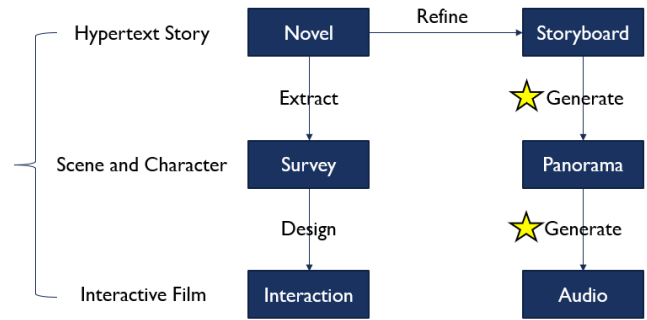 Hypertext Story
Novel
Refine
Storyboard
Extract
Generate
Scene and Character
Survey
Panorama
Design
Generate
Interactive Film
Interaction
Audio